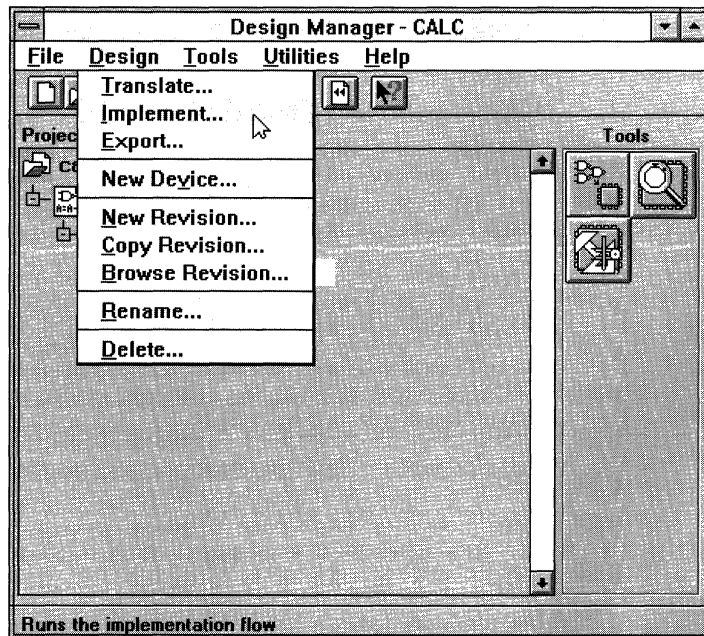 Design Manager - CALC
File Design Tools Utilities Help
Translate...
Implement...
Export...
New Device...
New Revision...
Copy Revision...
Browse Revision...
Rename...
Delete...
Projec
Tools
Runs the implementation flow